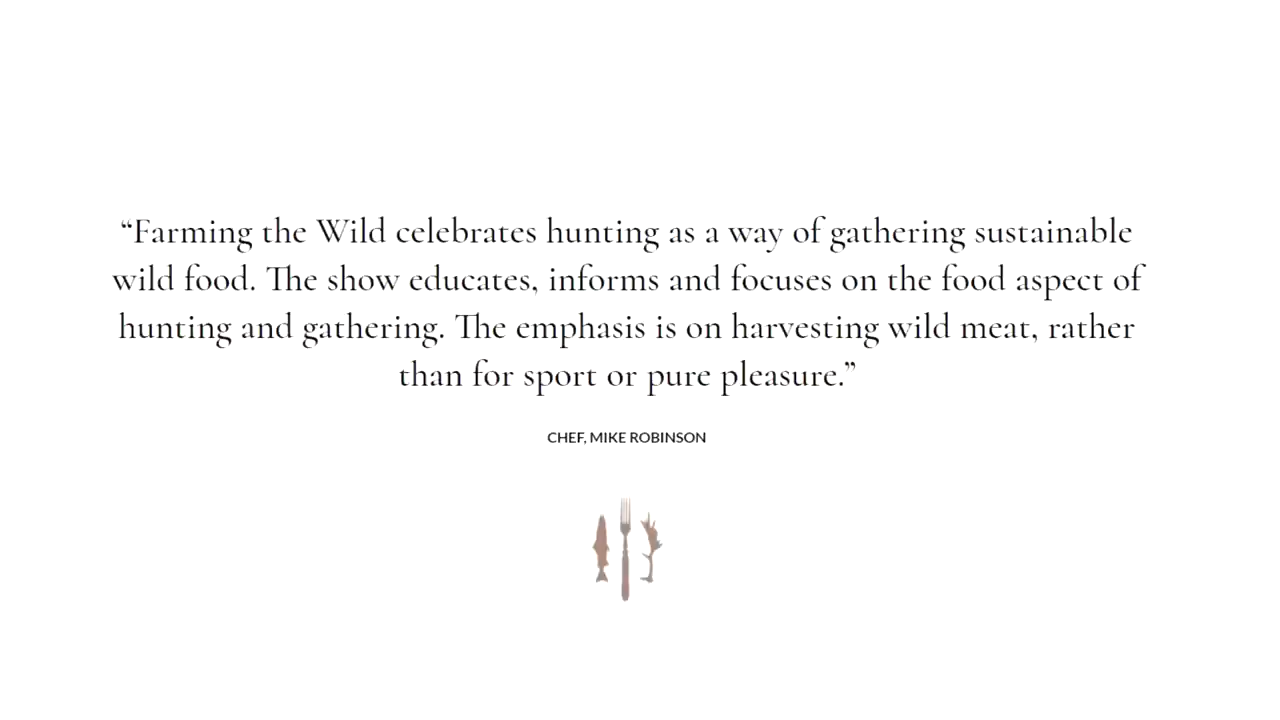 “Farming the Wild celebrates hunting as a way of gathering sustainable
wild food. The show educates, informs and focuses on the food aspect of
hunting and gathering. The emphasis is on harvesting wild meat, rather
than for sport or pure pleasure.”
CHEF, MIKE ROBINSON